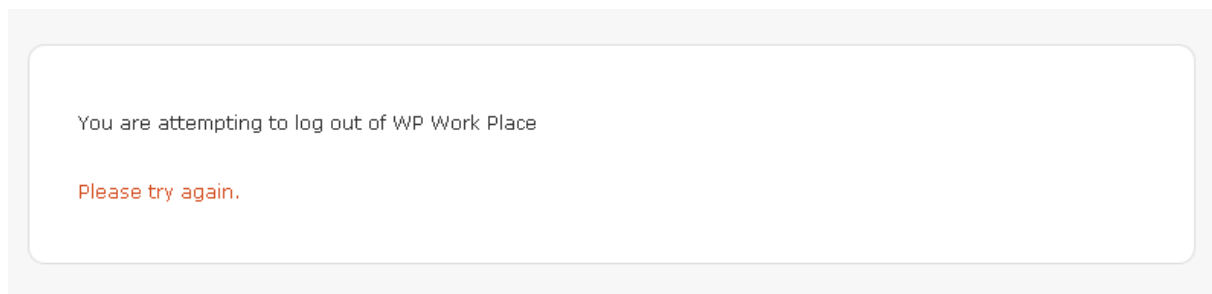 You are attempting to log out of WP Work Place
Please try again.